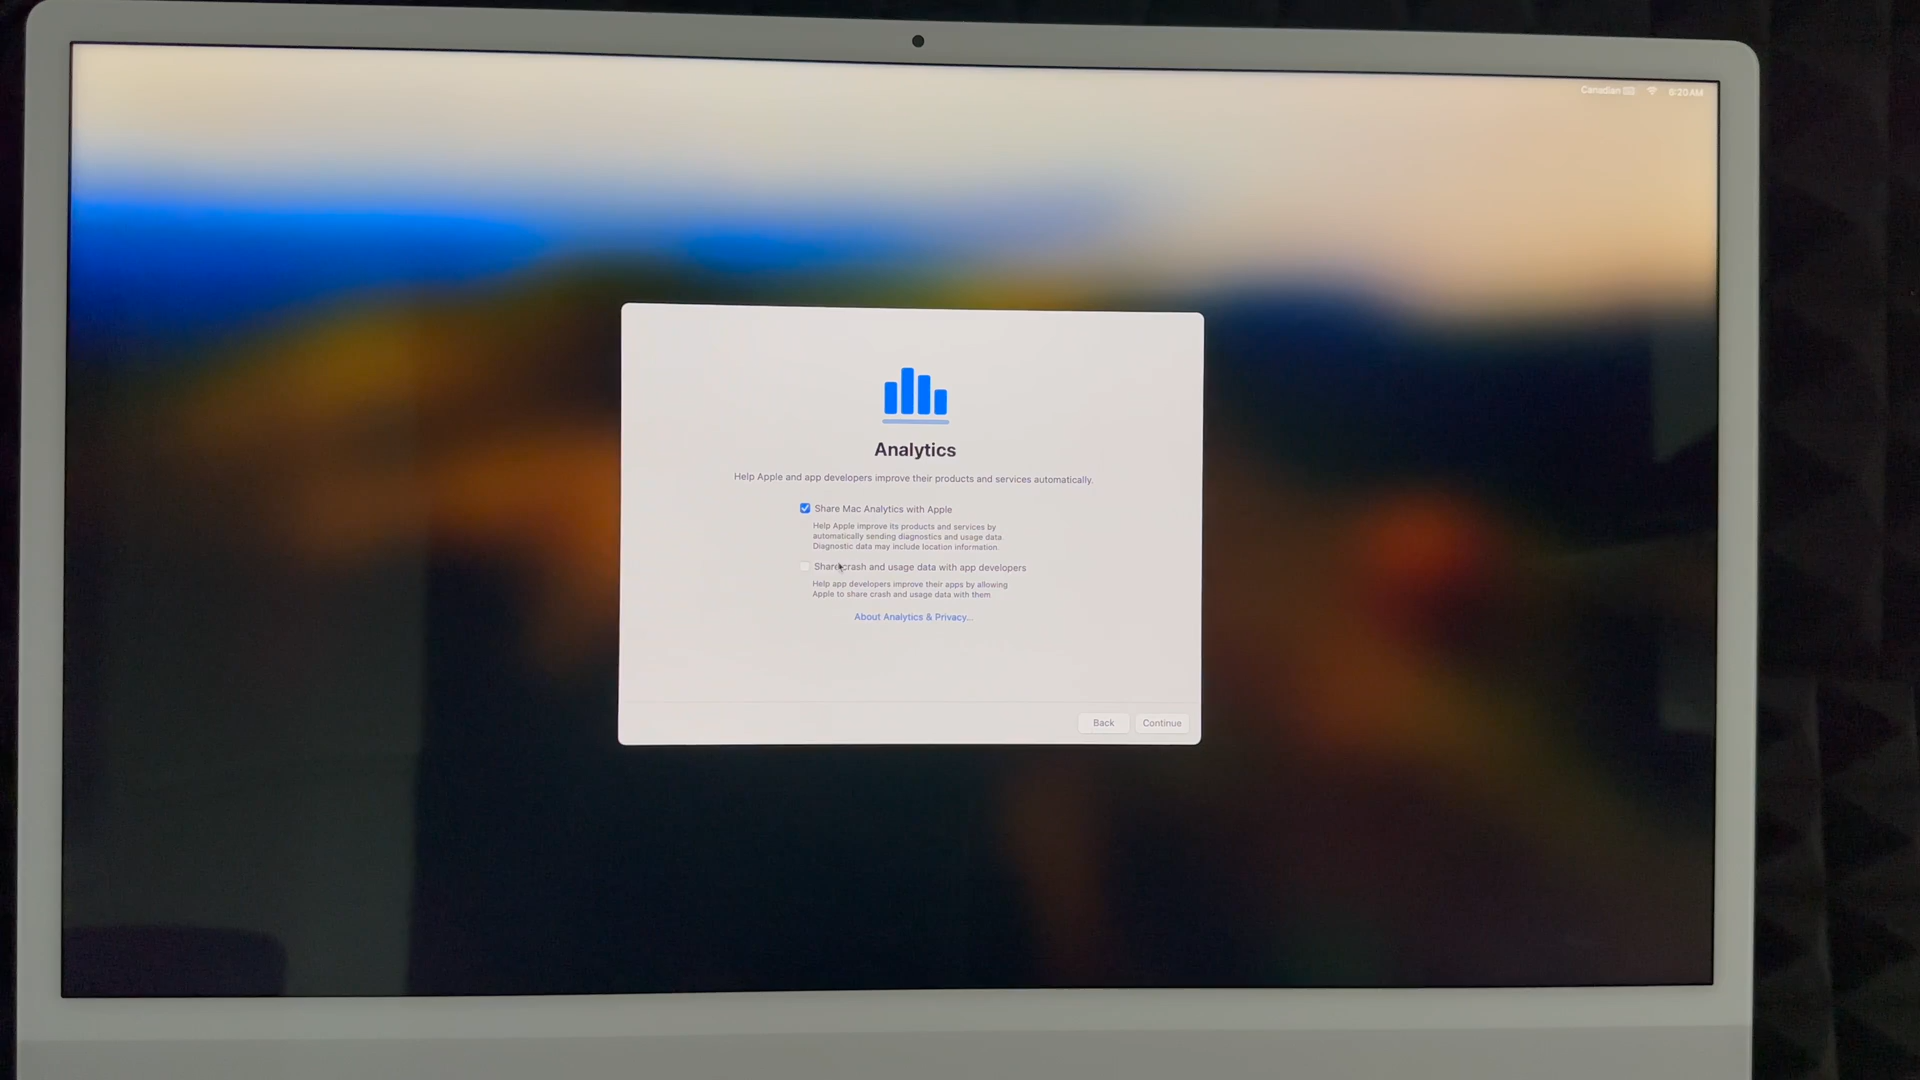 Canadian 6:20 AM
Analytics
Help Apple and app developers improve their products and services automatically.
Share Mac Analytics with Apple
Help Apple improve its products and services by
automatically sending diagnostics and usage data.
Diagnostic data may include location information.
Share crash and usage data with app developers
Help app developers improve their apps by allowing
Apple to share crash and usage data with them
About Analytics & Privacy...
Back Continue